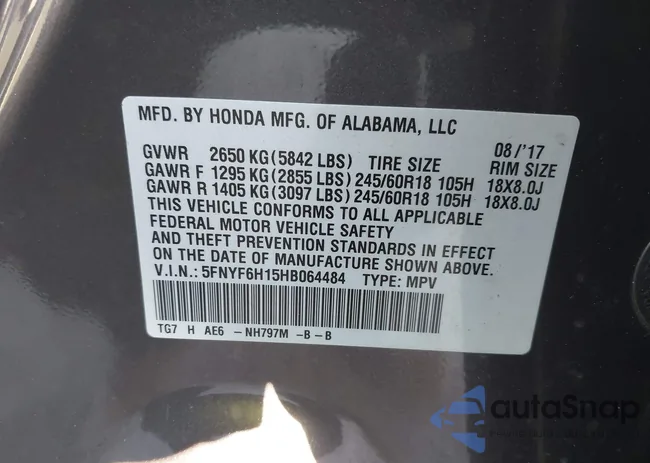 MFD. BY HONDA MFG. OF ALABAMA, LLC
08/'17
GVWR 2650 KG (5842 LBS) TIRE SIZE RIM SIZE
GAWR F 1295 KG (2855 LBS) 245/60R18 105H 18X8.0J
GAWR R 1405 KG (3097 LBS) 245/60R18 105H 18X8.0J
THIS VEHICLE CONFORMS TO ALL APPLICABLE
FEDERAL MOTOR VEHICLE SAFETY
AND THEFT PREVENTION STANDARDS IN EFFECT
ON THE DATE OF MANUFACTURE SHOWN ABOVE.
V.I.N.: 5FNYF6H15HB064484 TYPE: MPV
TG7 H AE6 -NH797M -B -B
autoSnap